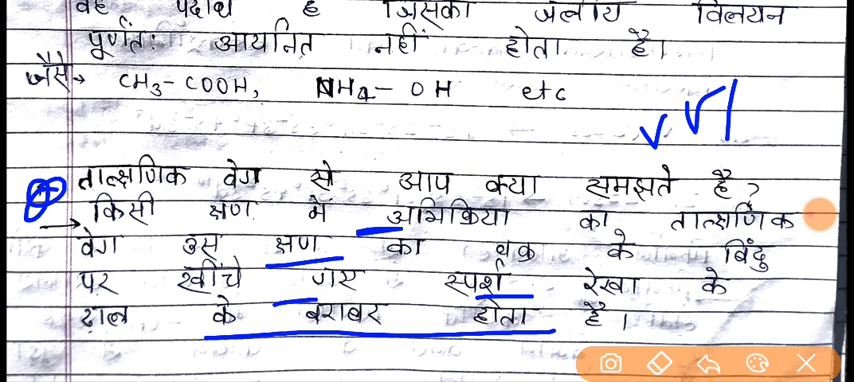 वह पदार्थ है जिसका जलीय विलयन
पूर्णतः आयनित नहीं होता है।
जैसे→ CH3-COOH, NH4-OH etc
तात्क्षणिक वेग से आप क्या समझते है?
→ किसी क्षण में अभिक्रिया का तात्क्षणिक
वेग उस क्षण का वक्र के बिंदु
पर खींचे गए स्पर्श रेखा के
ढाल के बराबर होता है।